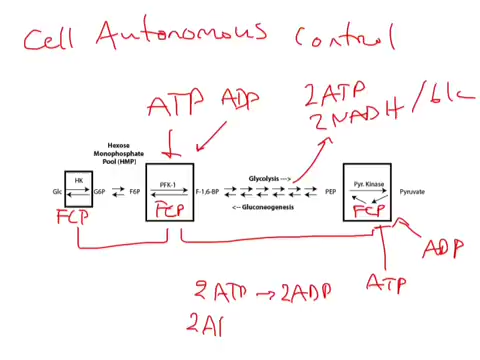 Cell Autonomous Control
ATP ADP
2ATP
2NADH/Glc
Hexose
Monophosphate
Pool (HMP)
HK
PFK-1
Glycolysis --->
Pyr. Kinase
Glc G6P F6P F-1,6-BP PEP Pyruvate
<-- Gluconeogenesis
FCP FCP FCP
ADP
ATP
2ATP → 2ADP
2A